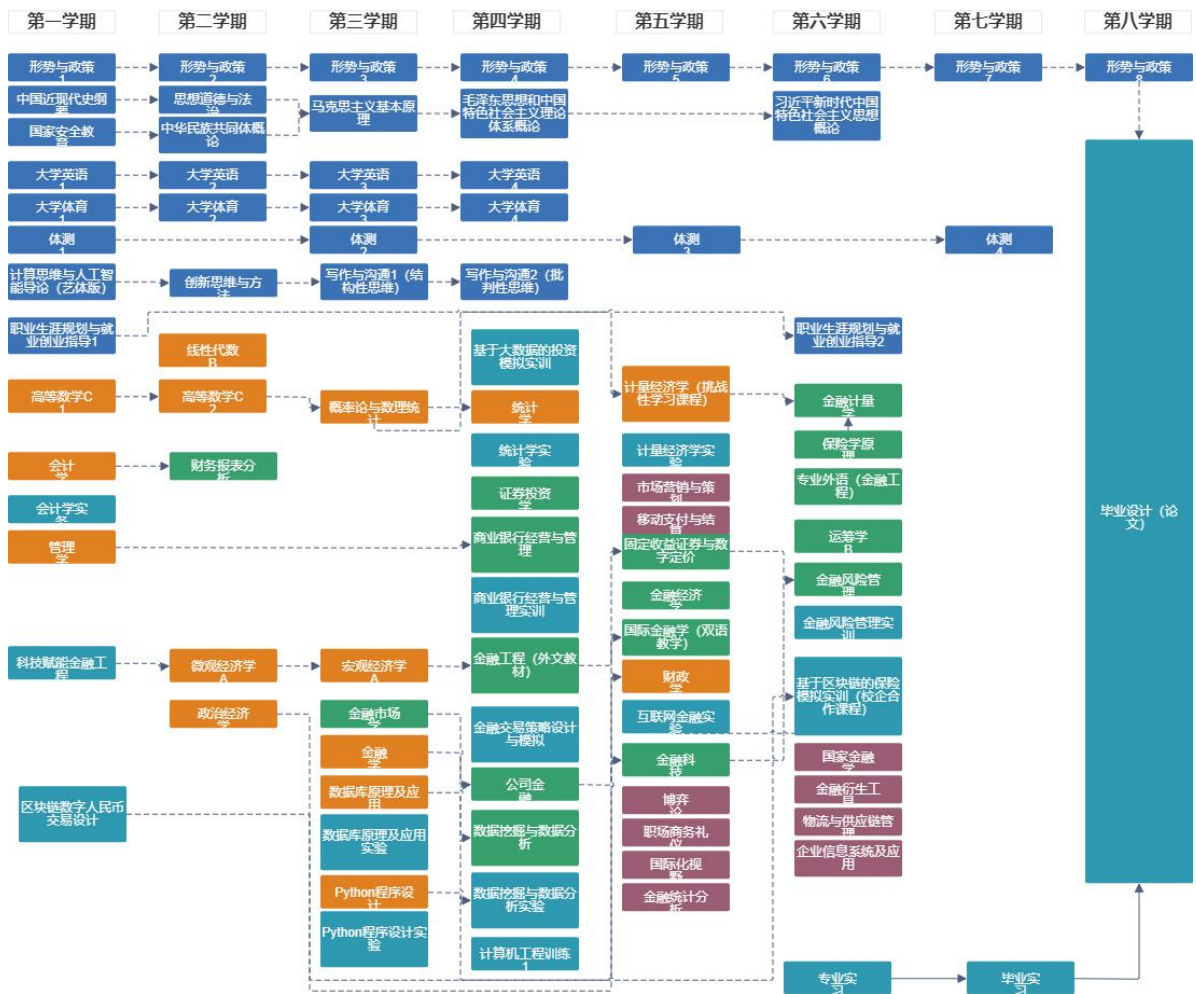 第一学期
第二学期
第三学期
第四学期
第五学期
第六学期
第七学期
第八学期
形势与政策
1
形势与政策
2
形势与政策
3
形势与政策
4
形势与政策
5
形势与政策
6
形势与政策
7
形势与政策
8
中国近现代史纲
要
思想道德与法
治
马克思主义基本原
理
毛泽东思想和中国
特色社会主义理论
体系概论
习近平新时代中国
特色社会主义思想
概论
国家安全教
育
中华民族共同体概
论
大学英语
1
大学英语
2
大学英语
3
大学英语
4
大学体育
1
大学体育
2
大学体育
3
大学体育
4
体测
1
体测
2
体测
3
体测
4
计算思维与人工智
能导论（艺体版）
创新思维与方
法
写作与沟通1（结
构性思维）
写作与沟通2（批
判性思维）
职业生涯规划与就
业创业指导1
职业生涯规划与就
业创业指导2
线性代数
B
基于大数据的投资
模拟实训
高等数学C
1
高等数学C
2
概率论与数理统
计
统计
学
计量经济学（挑战
性学习课程）
金融计量
学
统计学实
验
计量经济学实
验
保险学原
理
会计
学
财务报表分
析
证券投资
学
市场营销与策
划
专业外语（金融工
程）
会计学实
务
移动支付与结
算
管理
学
商业银行经营与管
理
固定收益证券与数
字定价
运筹学
B
商业银行经营与管
理实训
金融经济
学
金融风险管
理
国际金融学（双语
教学）
金融风险管理实
训
科技赋能金融工
程
微观经济学
A
宏观经济学
A
金融工程（外文教
材）
财政
学
基于区块链的保险
模拟实训（校企合
作课程）
政治经济
学
金融市场
学
金融交易策略设计
与模拟
互联网金融实
验
金融
学
金融科
技
国家金融
学
区块链数字人民币
交易设计
数据库原理及应
用
公司金
融
博弈
论
金融衍生工
具
数据库原理及应用
实验
数据挖掘与数据分
析
职场商务礼
仪
物流与供应链管
理
国际化视
野
企业信息系统及应
用
Python程序设
计
数据挖掘与数据分
析实验
金融统计分
析
Python程序设计实
验
计算机工程训练
1
专业实
习
毕业实
习
毕业设计（论
文）